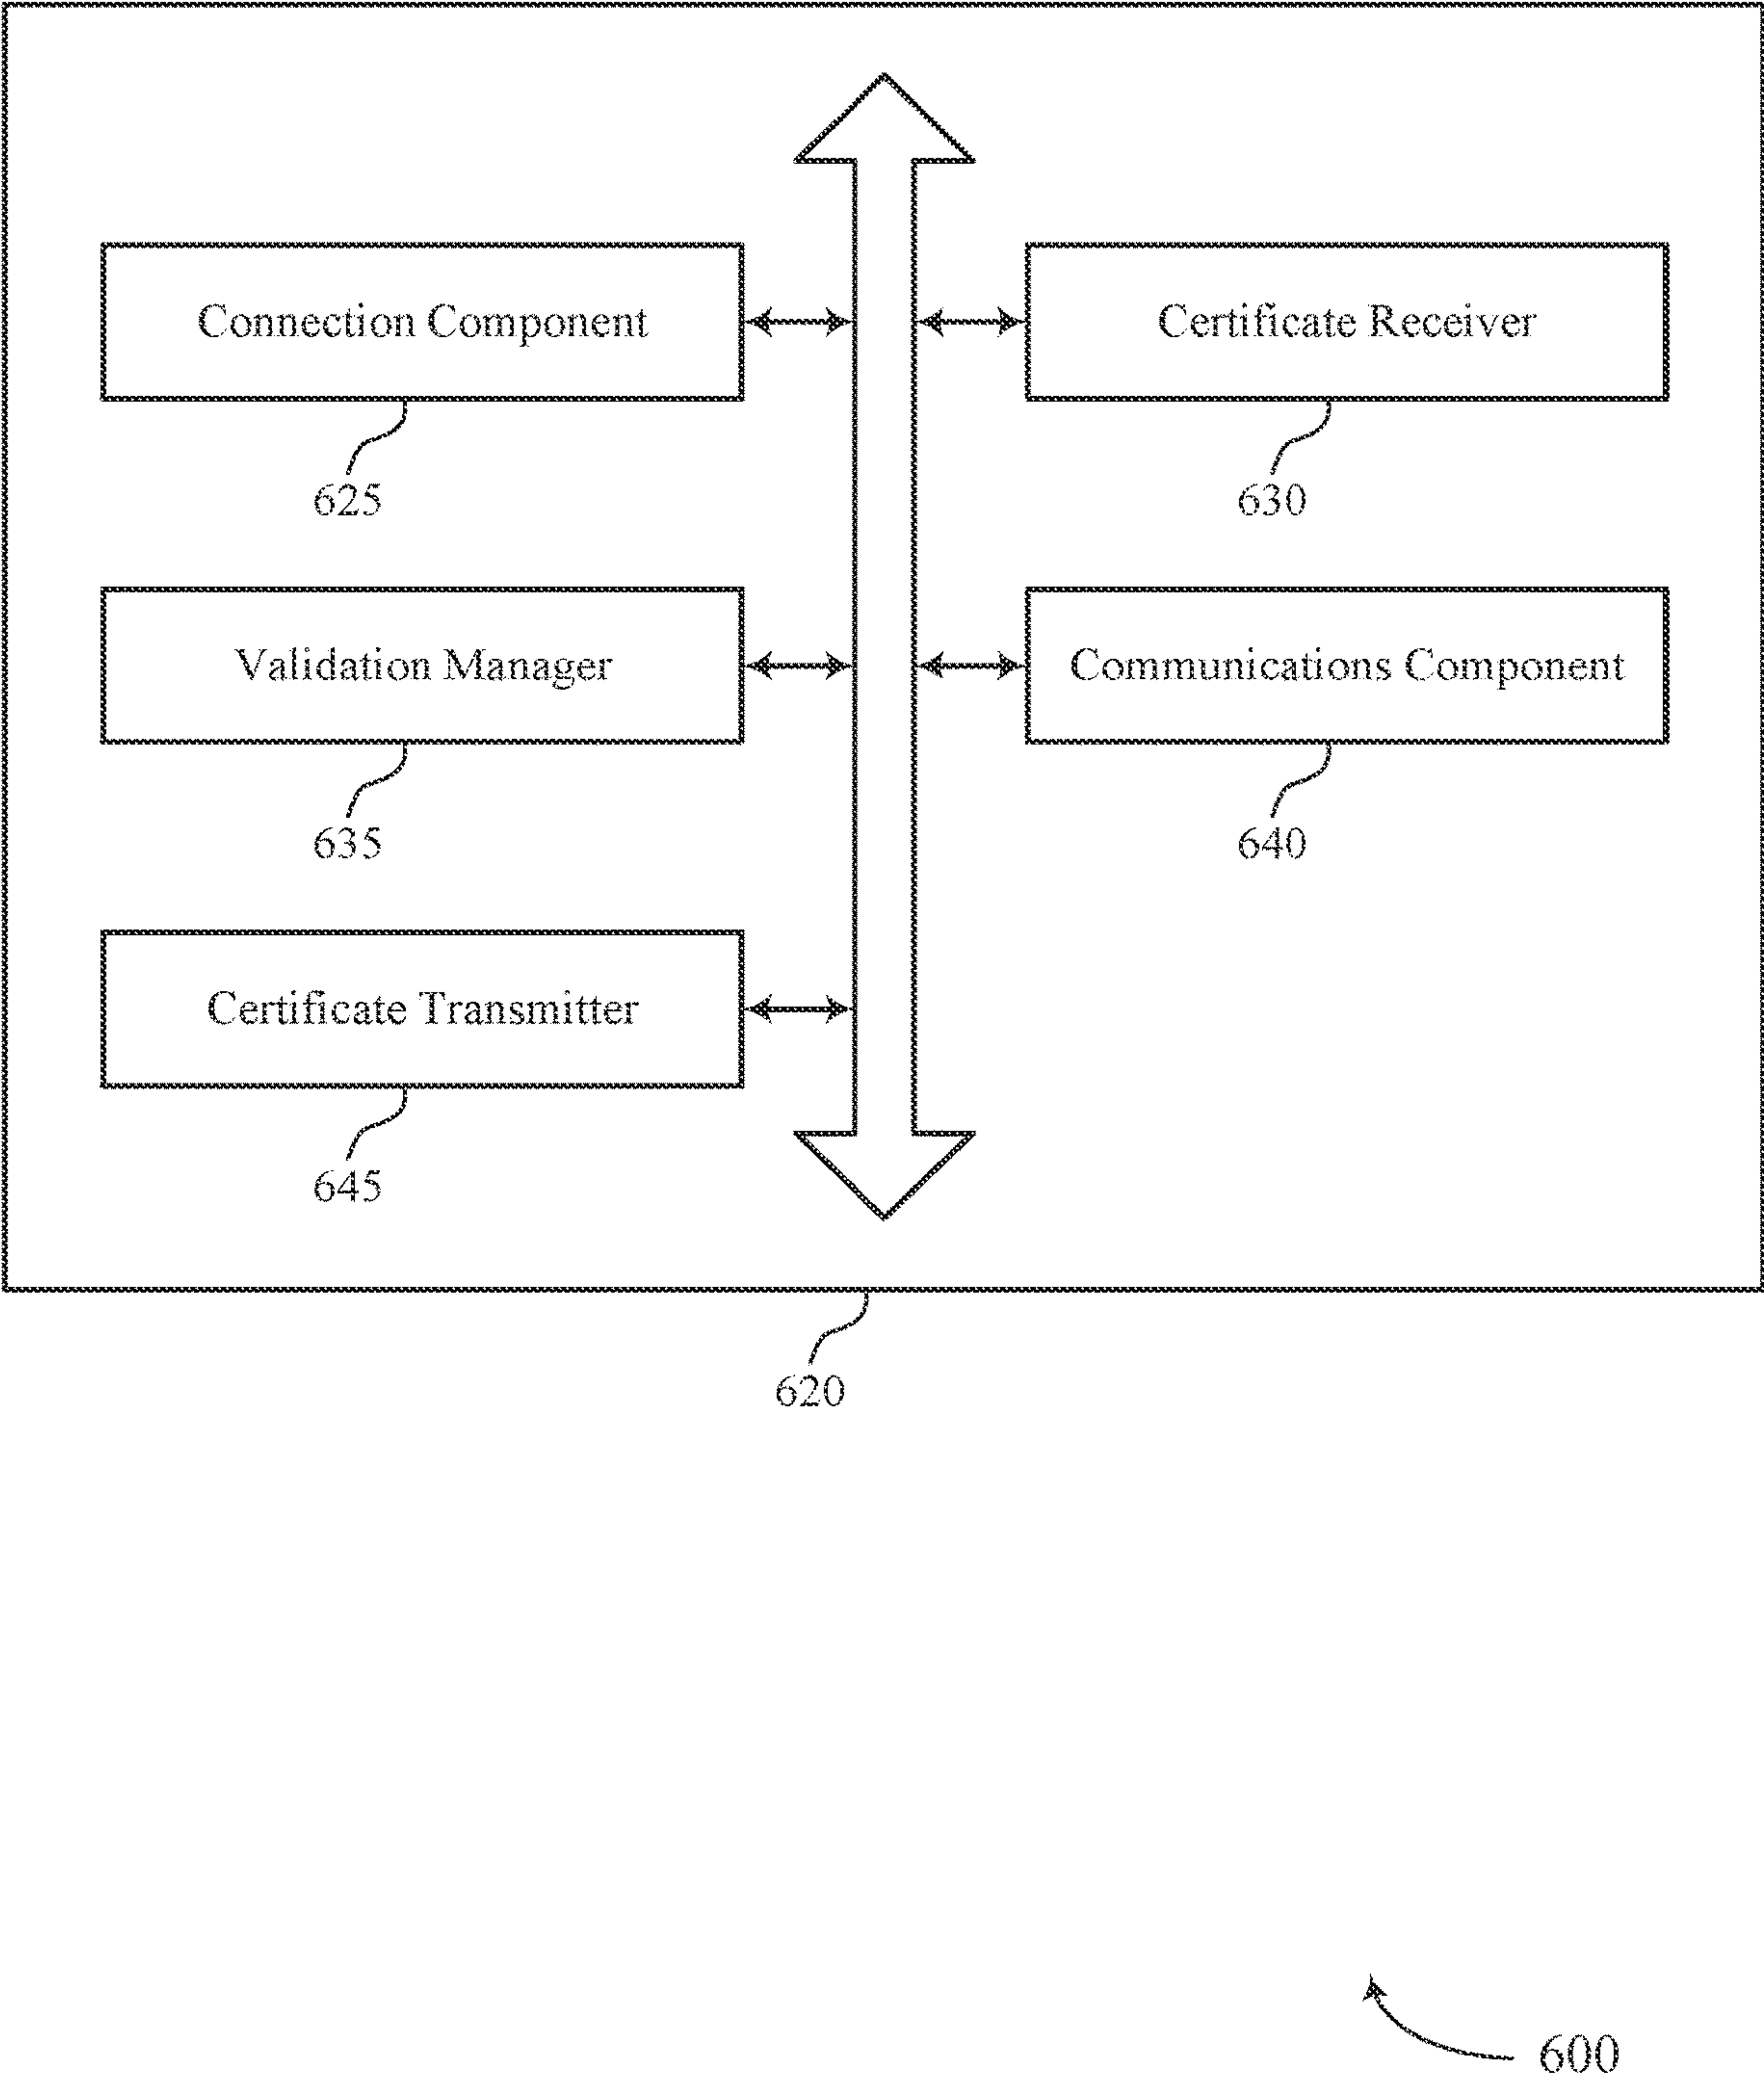 Connection Component
Certificate Receiver
625
630
Validation Manager
Communications Component
635
640
Certificate Transmitter
645
620
600